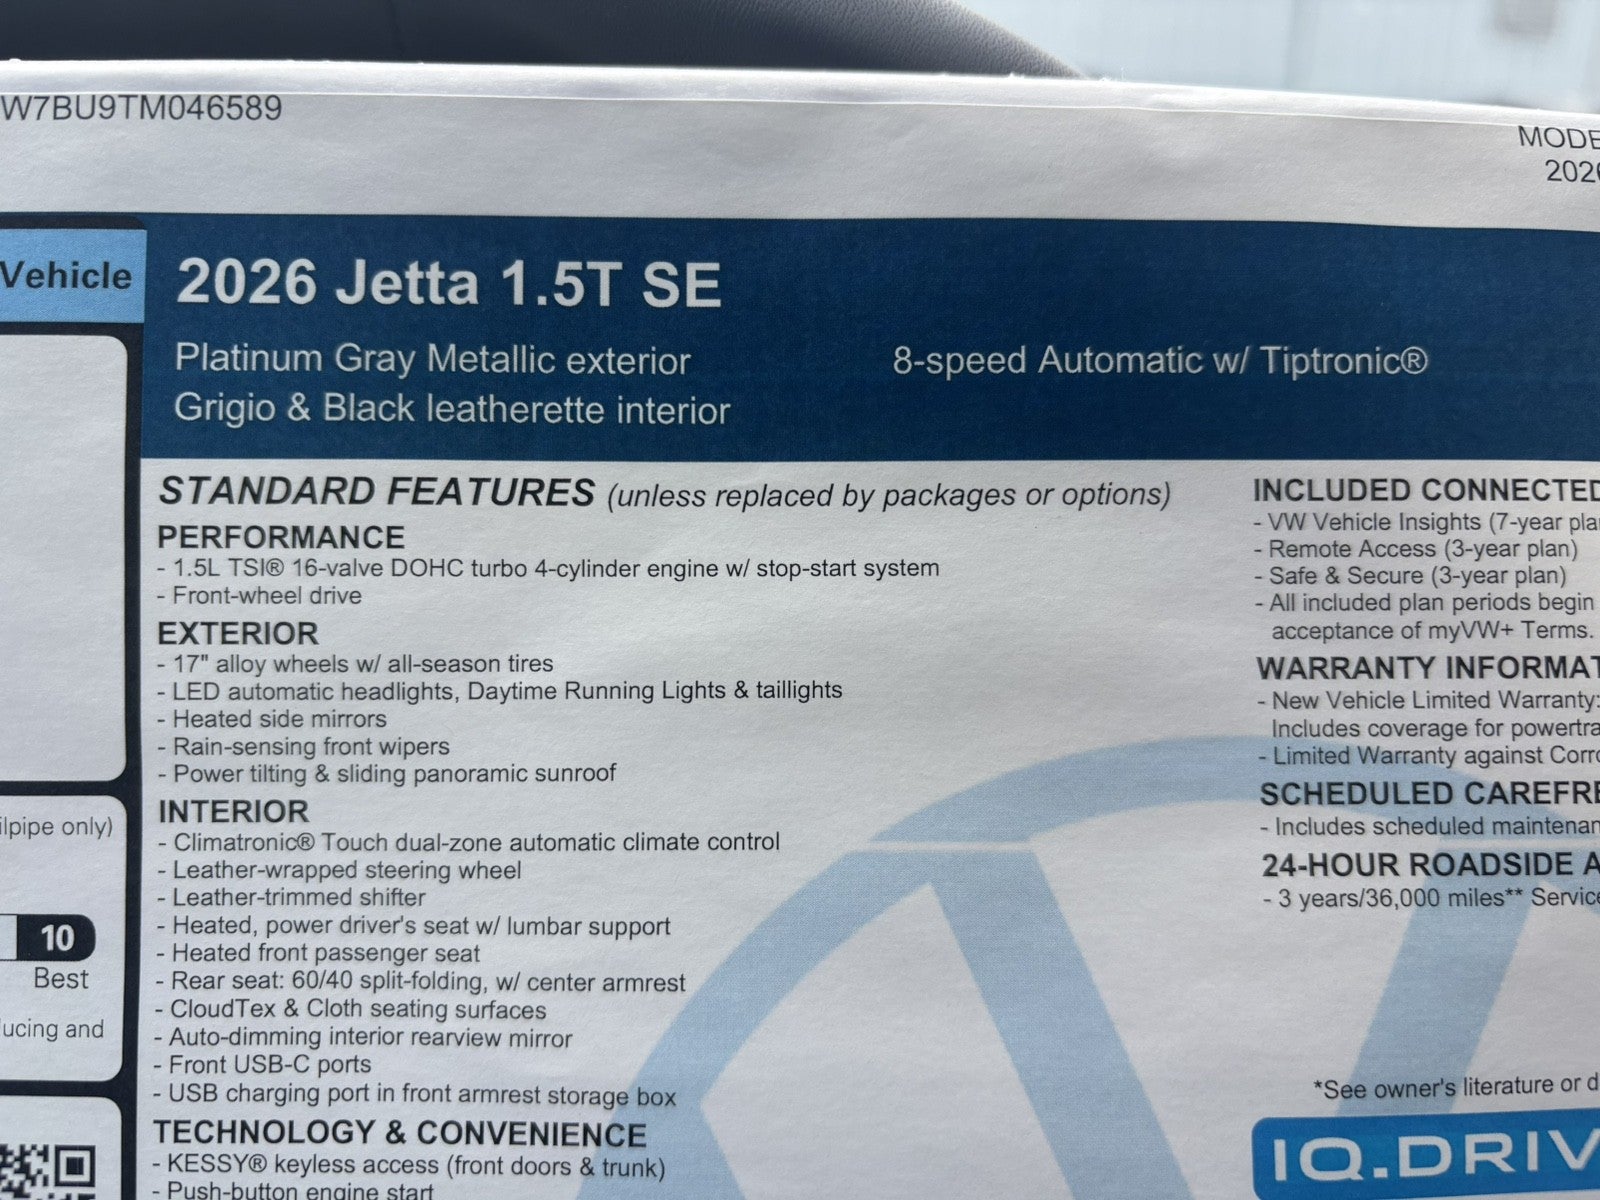 W7BU9TM046589
MODE
2026
Vehicle
2026 Jetta 1.5T SE
Platinum Gray Metallic exterior
8-speed Automatic w/ Tiptronic®
Grigio & Black leatherette interior
STANDARD FEATURES (unless replaced by packages or options)
PERFORMANCE
- 1.5L TSI® 16-valve DOHC turbo 4-cylinder engine w/ stop-start system
- Front-wheel drive
EXTERIOR
- 17" alloy wheels w/ all-season tires
- LED automatic headlights, Daytime Running Lights & taillights
- Heated side mirrors
- Rain-sensing front wipers
- Power tilting & sliding panoramic sunroof
INTERIOR
- Climatronic® Touch dual-zone automatic climate control
- Leather-wrapped steering wheel
- Leather-trimmed shifter
- Heated, power driver's seat w/ lumbar support
- Heated front passenger seat
- Rear seat: 60/40 split-folding, w/ center armrest
- CloudTex & Cloth seating surfaces
- Auto-dimming interior rearview mirror
- Front USB-C ports
- USB charging port in front armrest storage box
TECHNOLOGY & CONVENIENCE
- KESSY® keyless access (front doors & trunk)
- Push-button engine start
INCLUDED CONNECTED
- VW Vehicle Insights (7-year pla
- Remote Access (3-year plan)
- Safe & Secure (3-year plan)
- All included plan periods begin
acceptance of myVW+ Terms.
WARRANTY INFORMAT
- New Vehicle Limited Warranty:
Includes coverage for powertra
- Limited Warranty against Corro
SCHEDULED CAREFRE
- Includes scheduled maintenan
24-HOUR ROADSIDE A
- 3 years/36,000 miles** Service
*See owner's literature or d
IQ.DRIV
ilpipe only)
10
Best
ucing and